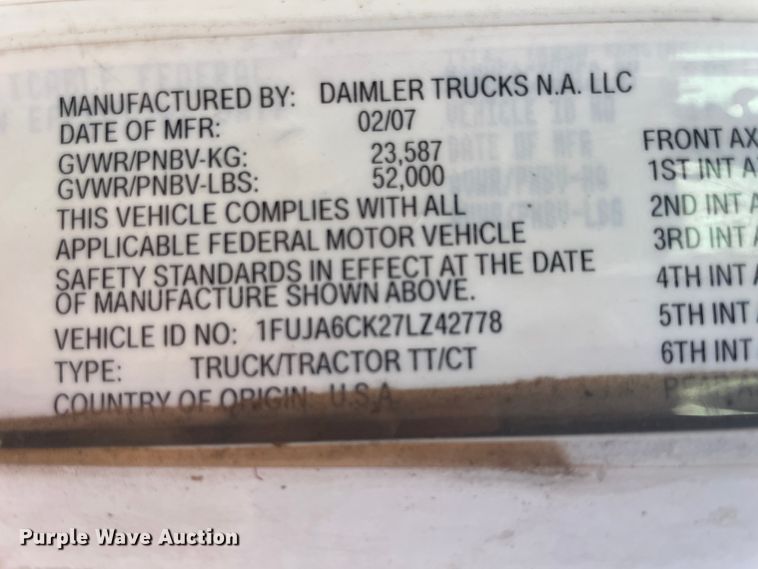 MANUFACTURED BY: DAIMLER TRUCKS N.A. LLC
DATE OF MFR: 02/07
GVWR/PNBV-KG: 23,587
GVWR/PNBV-LBS: 52,000
THIS VEHICLE COMPLIES WITH ALL
APPLICABLE FEDERAL MOTOR VEHICLE
SAFETY STANDARDS IN EFFECT AT THE DATE
OF MANUFACTURE SHOWN ABOVE.
VEHICLE ID NO: 1FUJA6CK27LZ42778
TYPE: TRUCK/TRACTOR TT/CT
COUNTRY OF ORIGIN: U.S.A.
FRONT AX
1ST INT A
2ND INT A
3RD INT A
4TH INT A
5TH INT
6TH INT
Purple Wave Auction